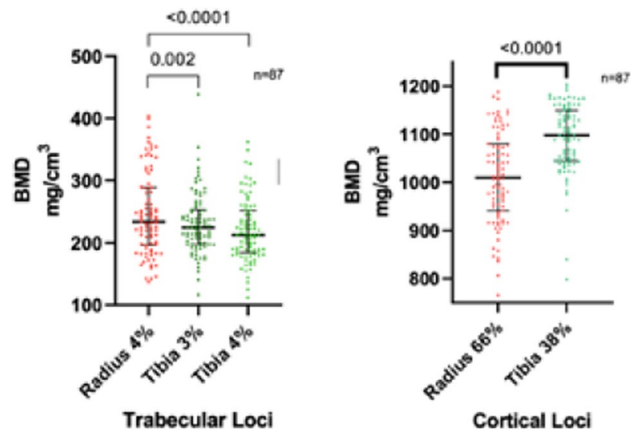 <0.0001
0.002
n=87
500
400
300
200
100
BMD
mg/cm³
Radius 4%
Tibia 3%
Tibia 4%
Trabecular Loci
<0.0001
n=87
1200
1100
1000
900
800
BMD
mg/cm³
Radius 66%
Tibia 38%
Cortical Loci